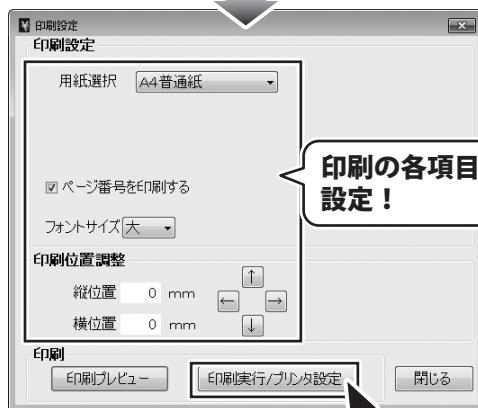 印刷設定
印刷設定
用紙選択 A4普通紙
印刷の各項目
設定！
ページ番号を印刷する
フォントサイズ 大
印刷位置調整
縦位置 0 mm
横位置 0 mm
↑
← →
↓
印刷
印刷プレビュー 印刷実行/プリンタ設定 閉じる